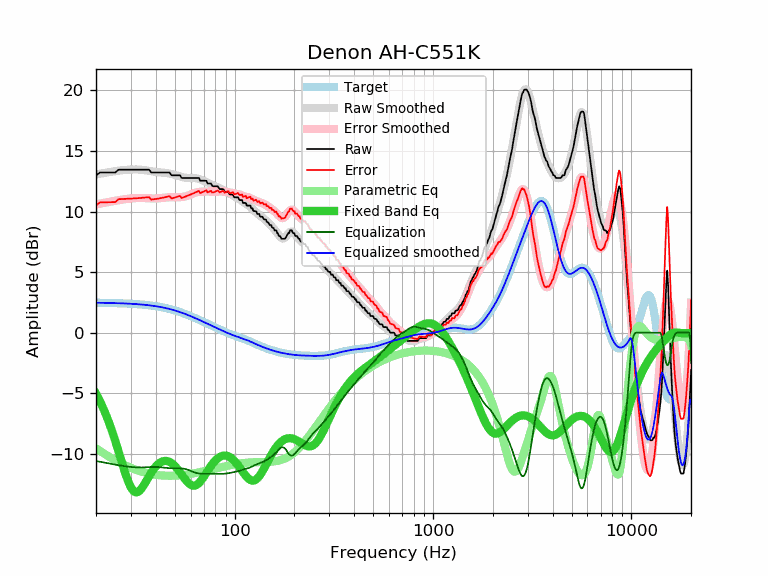 Denon AH-C551K
Target
Raw Smoothed
Error Smoothed
Raw
Error
Parametric Eq
Fixed Band Eq
Equalization
Equalized smoothed
Amplitude (dBr)
20
15
10
5
0
−5
−10
100
1000
10000
Frequency (Hz)